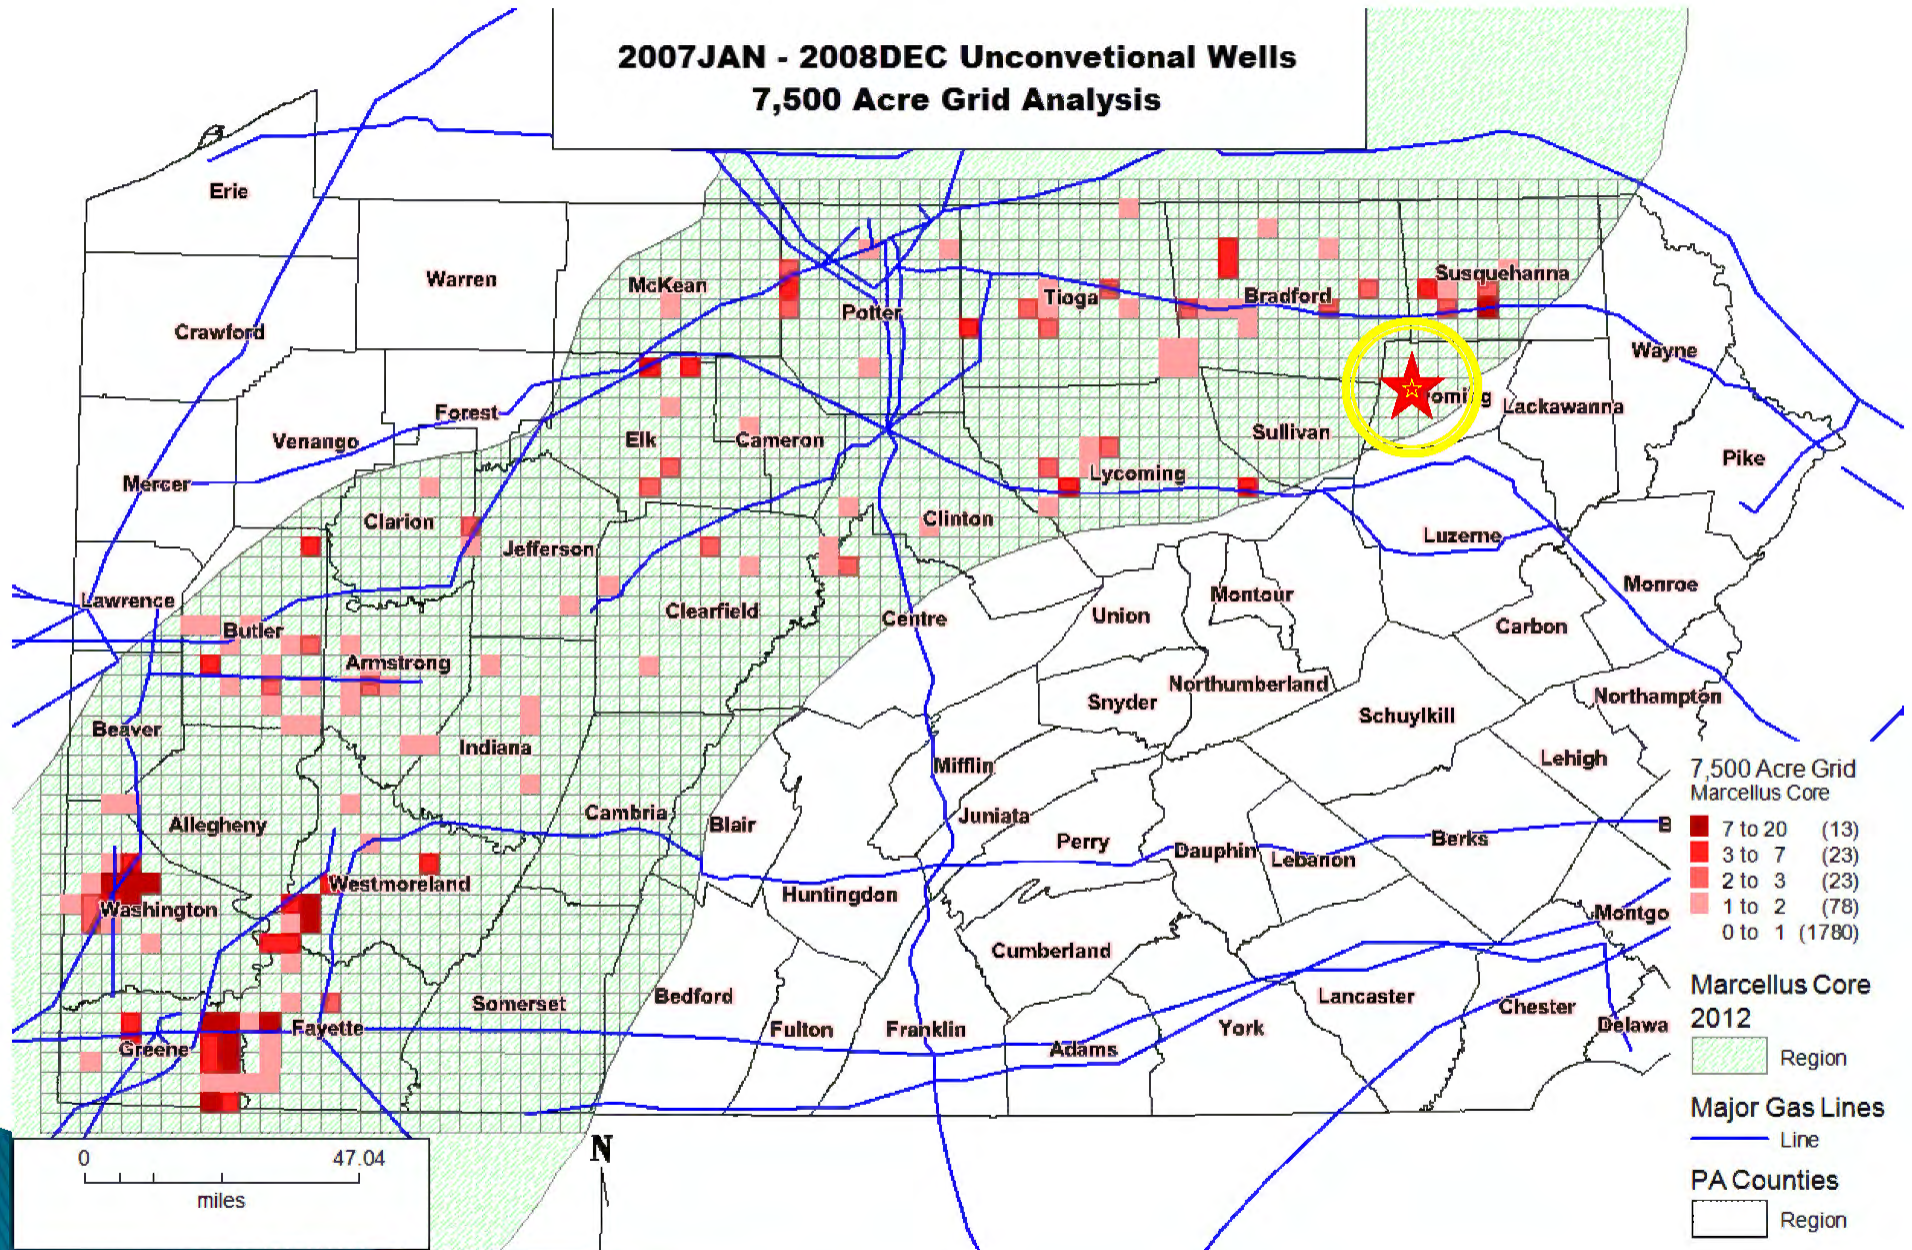 2007JAN - 2008DEC Unconvetional Wells
7,500 Acre Grid Analysis
Erie
Warren
McKean
Potter
Tioga
Bradford
Susquehanna
Crawford
Wayne
Forest
Venango
Elk
Cameron
Sullivan
oming
Lackawanna
Mercer
Lycoming
Pike
Clarion
Jefferson
Clinton
Luzerne
Lawrence
Butler
Clearfield
Centre
Union
Montour
Monroe
Carbon
Armstrong
Snyder
Northumberland
Schuylkill
Northampton
Beaver
Indiana
Mifflin
Lehigh
Allegheny
Cambria
Blair
Juniata
Perry
Dauphin
Lebanon
Berks
B
Westmoreland
Huntingdon
Washington
Montgo
Cumberland
Somerset
Bedford
Fulton
Franklin
Adams
York
Lancaster
Chester
Delawa
Fayette
Greene
7,500 Acre Grid
Marcellus Core
7 to 20 (13)
3 to 7 (23)
2 to 3 (23)
1 to 2 (78)
0 to 1 (1780)
Marcellus Core
2012
Region
Major Gas Lines
Line
PA Counties
Region
0 47.04
miles
N